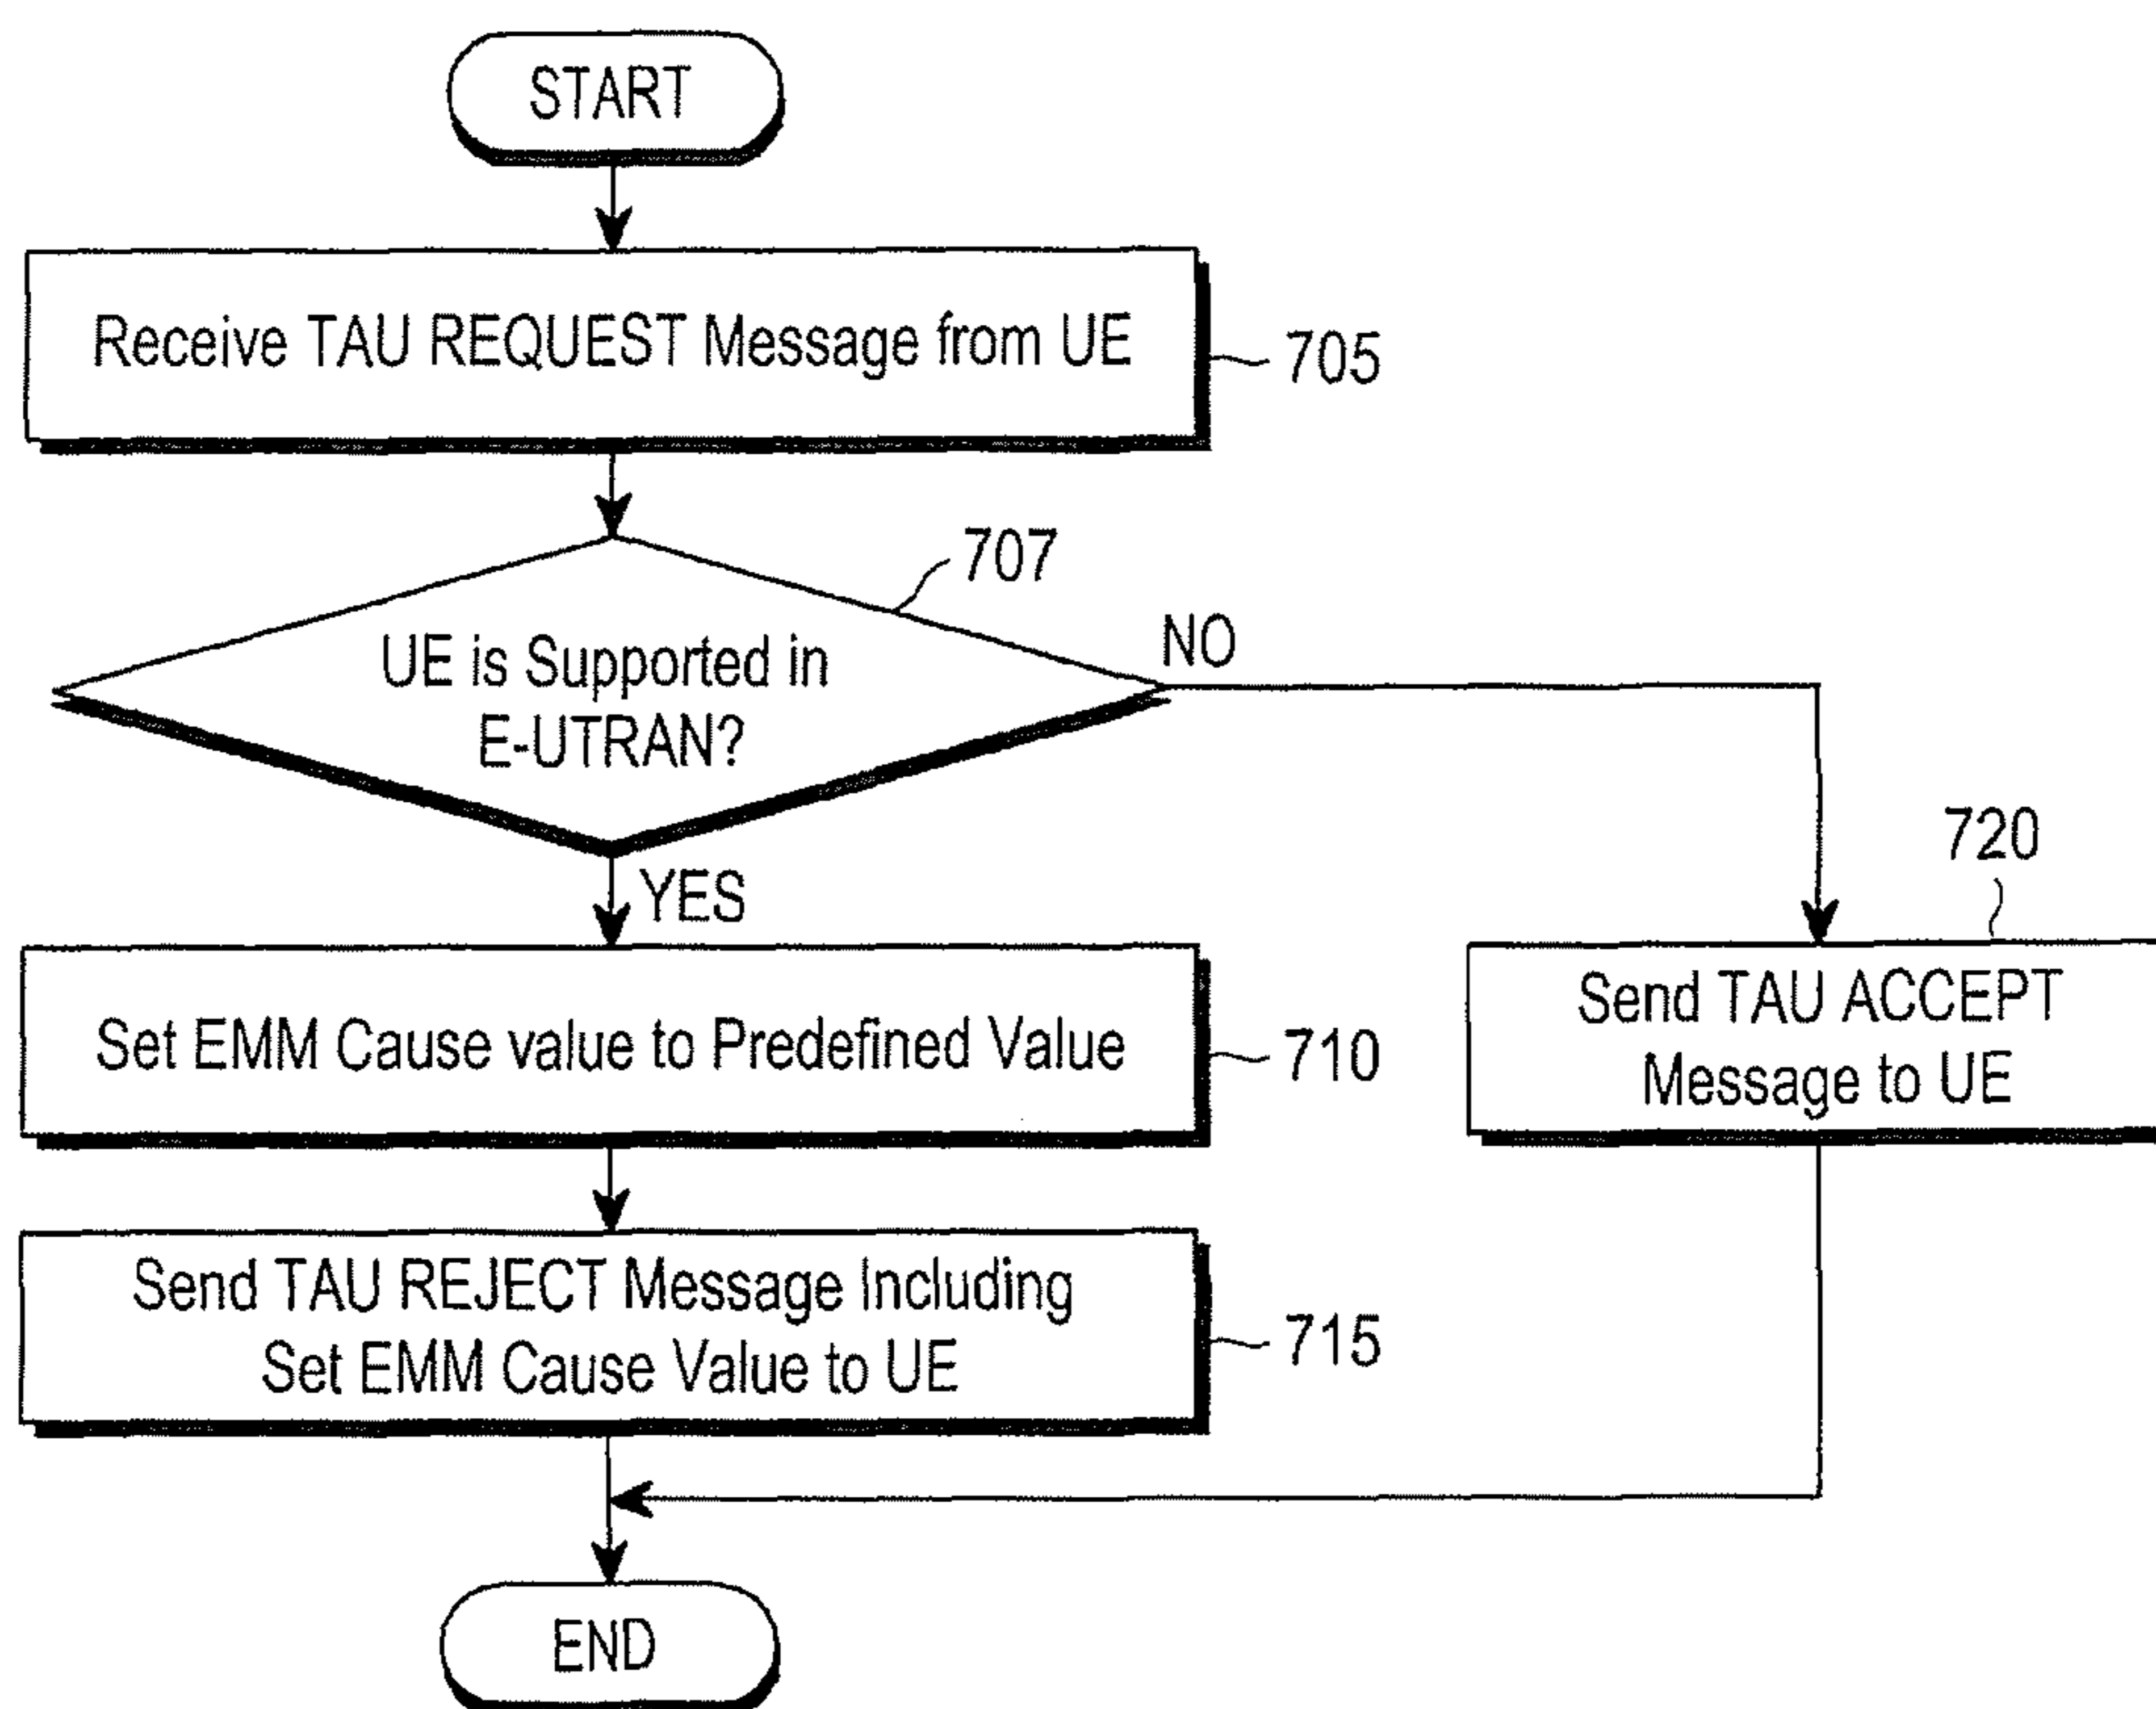 START
Receive TAU REQUEST Message from UE
705
707
UE is Supported in
E-UTRAN?
NO
YES
720
Set EMM Cause value to Predefined Value
710
Send TAU ACCEPT
Message to UE
Send TAU REJECT Message Including
Set EMM Cause Value to UE
715
END